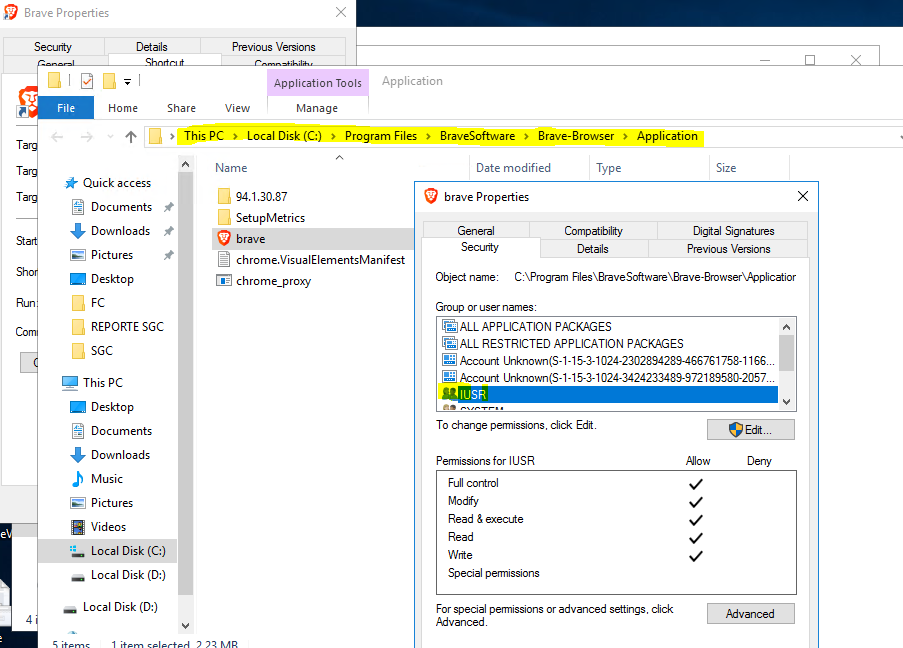 Brave Properties
Security Details Previous Versions
General Shortcut Compatibility
Application Tools Application
File Home Share View Manage
This PC > Local Disk (C:) > Program Files > BraveSoftware > Brave-Browser > Application
Name Date modified Type Size
Targ
Targ
Targ
Start
Shor
Run:
Com
Quick access
Documents
Downloads
Pictures
Desktop
FC
REPORTE SGC
SGC
This PC
Desktop
Documents
Downloads
Music
Pictures
Videos
Local Disk (C:)
Local Disk (D:)
Local Disk (D:)
5 items 1 item selected 2.23 MB
94.1.30.87
SetupMetrics
brave
chrome.VisualElementsManifest
chrome_proxy
brave Properties
General Compatibility Digital Signatures
Security Details Previous Versions
Object name: C:\Program Files\BraveSoftware\Brave-Browser\Application
Group or user names:
ALL APPLICATION PACKAGES
ALL RESTRICTED APPLICATION PACKAGES
Account Unknown(S-1-15-3-1024-2302894289-466761758-1166...
Account Unknown(S-1-15-3-1024-3424233489-972189580-2057...
IUSR
SYSTEM
To change permissions, click Edit.
Edit...
Permissions for IUSR Allow Deny
Full control
Modify
Read & execute
Read
Write
Special permissions
For special permissions or advanced settings, click
Advanced.
Advanced